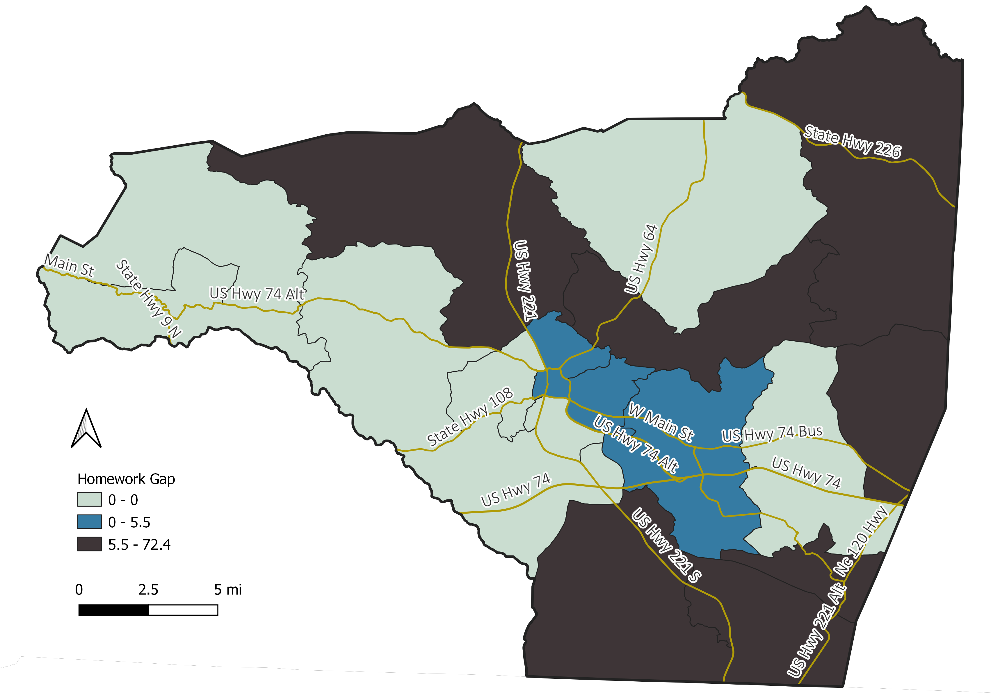 State Hwy 226
US Hwy 64
US Hwy 221
Main St
State Hwy 9 N
US Hwy 74 Alt
State Hwy 108
W Main St
US Hwy 74 Alt
US Hwy 74 Bus
US Hwy 74
US Hwy 74
US Hwy 221 S
Nc 120 Hwy
US Hwy 221 Alt
Homework Gap
0 - 0
0 - 5.5
5.5 - 72.4
0 2.5 5 mi